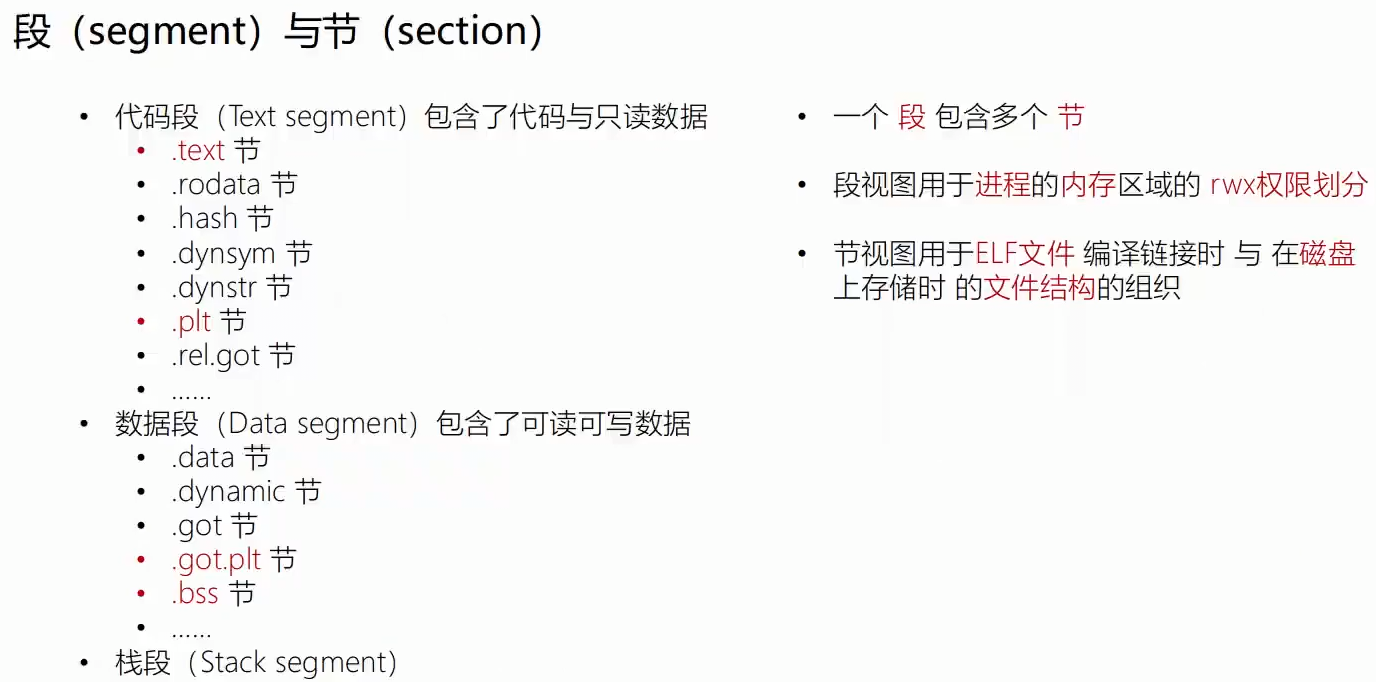 段（segment）与节（section）
• 代码段（Text segment）包含了代码与只读数据
• .text 节
• .rodata 节
• .hash 节
• .dynsym 节
• .dynstr 节
• .plt 节
• .rel.got 节
• ……
• 数据段（Data segment）包含了可读可写数据
• .data 节
• .dynamic 节
• .got 节
• .got.plt 节
• .bss 节
• ……
• 栈段（Stack segment）
• 一个 段 包含多个 节
• 段视图用于进程的内存区域的 rwx权限划分
• 节视图用于ELF文件 编译链接时 与 在磁盘
上存储时 的文件结构的组织